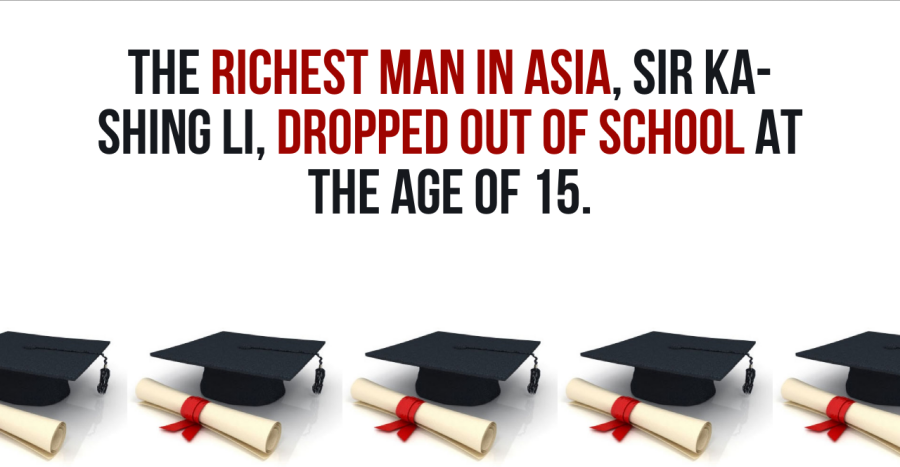 THE RICHEST MAN IN ASIA, SIR KA-
SHING LI, DROPPED OUT OF SCHOOL AT
THE AGE OF 15.